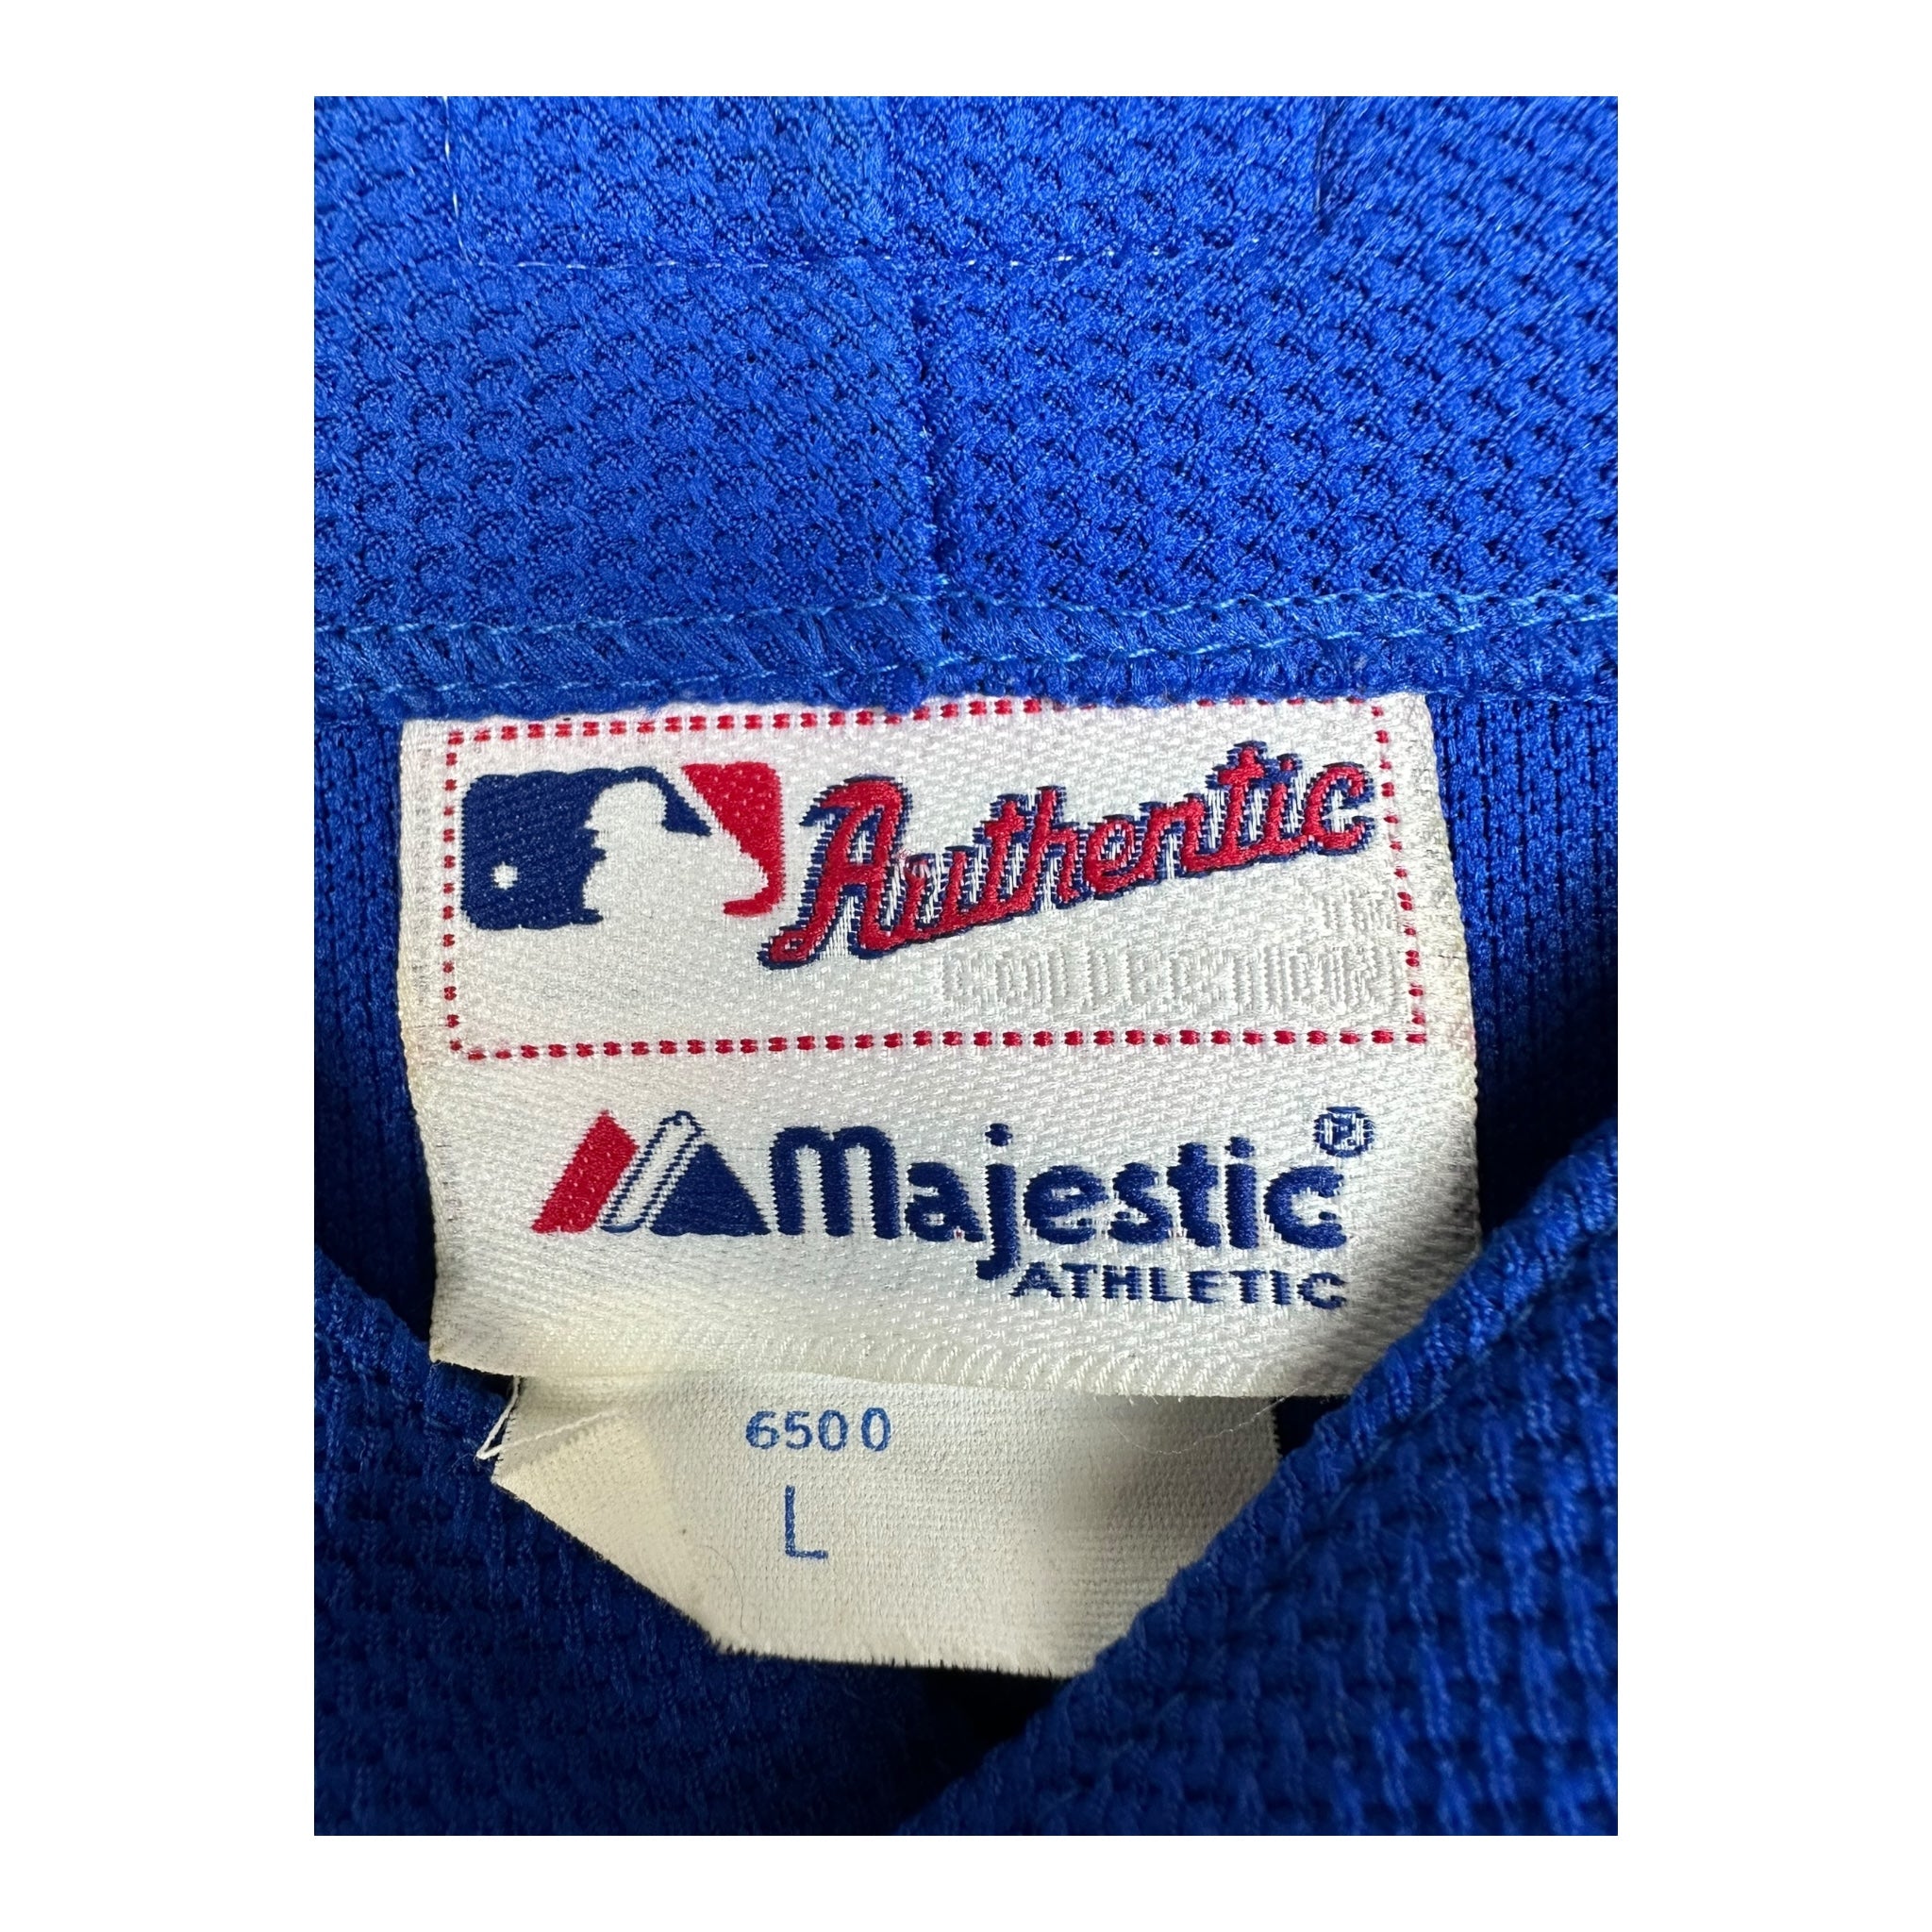 Authentic
COLLECTION
Majestic®
ATHLETIC
6500
L